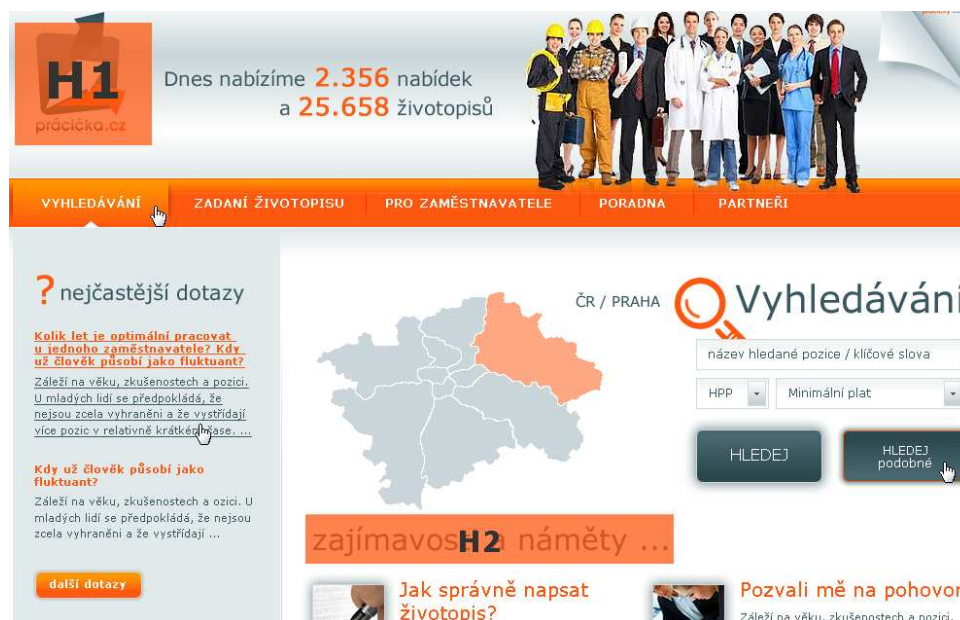 H1
prácička.cz
Dnes nabízíme 2.356 nabídek
a 25.658 životopisů
VYHLEDÁVÁNÍ
ZADANÍ ŽIVOTOPISU
PRO ZAMĚSTNAVATELE
PORADNA
PARTNEŘI
? nejčastější dotazy
Kolik let je optimální pracovat
u jednoho zaměstnavatele? Kdy
už člověk působí jako fluktuant?
Záleží na věku, zkušenostech a pozici.
U mladých lidí se předpokládá, že
nejsou zcela vyhraněni a že vystřídají
více pozic v relativně krátkém čase. ...
Kdy už člověk působí jako
fluktuant?
Záleží na věku, zkušenostech a ozici. U
mladých lidí se předpokládá, že nejsou
zcela vyhraněni a že vystřídají ...
další dotazy
ČR / PRAHA
Vyhledávání
název hledané pozice / klíčové slova
HPP
Minimální plat
HLEDEJ
HLEDEJ
podobné
zajímavosti a náměty ...
H2
Jak správně napsat
životopis?
Pozvali mě na pohovor
Záleží na věku, zkušenostech a pozici.